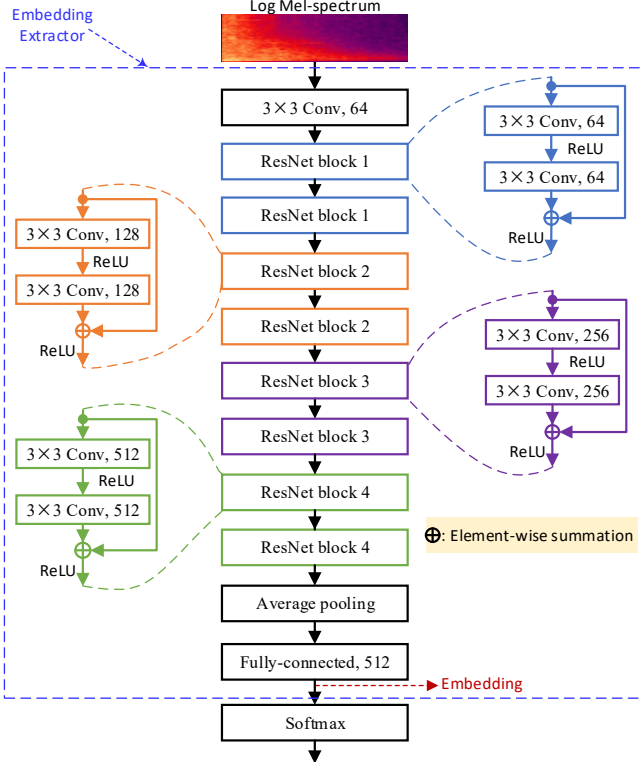 Log Mel-spectrum
Embedding
Extractor
3×3 Conv, 64
ResNet block 1
ResNet block 1
ResNet block 2
ResNet block 2
ResNet block 3
ResNet block 3
ResNet block 4
ResNet block 4
Average pooling
Fully-connected, 512
Embedding
Softmax
3×3 Conv, 64
ReLU
3×3 Conv, 64
ReLU
3×3 Conv, 128
ReLU
3×3 Conv, 128
ReLU
3×3 Conv, 256
ReLU
3×3 Conv, 256
ReLU
3×3 Conv, 512
ReLU
3×3 Conv, 512
ReLU
⊕: Element-wise summation